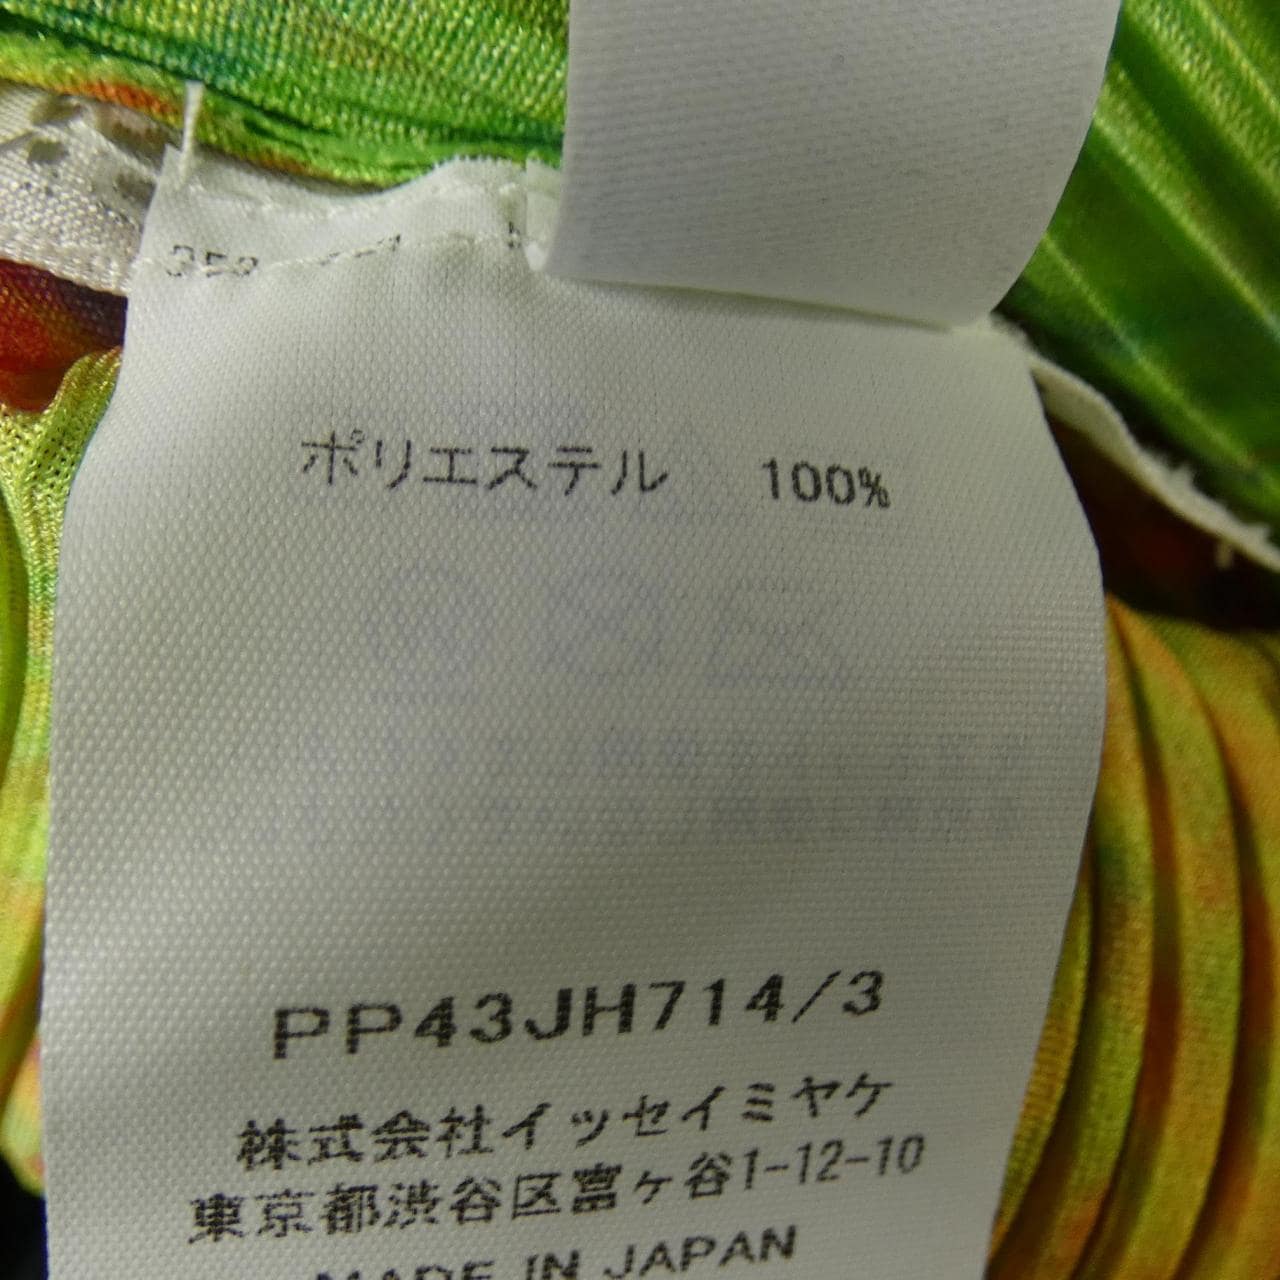 ポリエステル 100%
PP43JH714/3
株式会社イッセイミヤケ
東京都渋谷区富ヶ谷1-12-10
MADE IN JAPAN